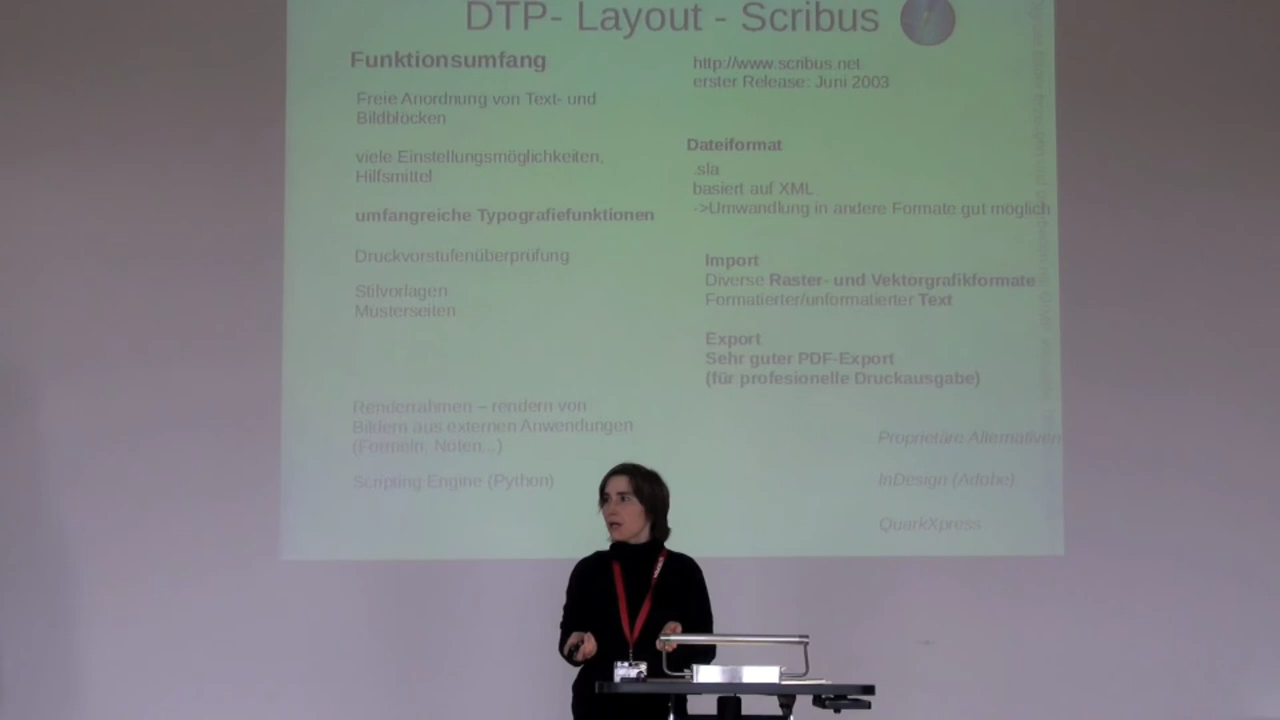 DTP- Layout - Scribus
Funktionsumfang
Freie Anordnung von Text- und
Bildblöcken
viele Einstellungsmöglichkeiten,
Hilfsmittel
umfangreiche Typografiefunktionen
Druckvorstufenüberprüfung
Stilvorlagen
Musterseiten
Renderrahmen – rendern von
Bildern aus externen Anwendungen
(Formeln, Noten...)
Scripting Engine (Python)
http://www.scribus.net
erster Release: Juni 2003
Dateiformat
.sla
basiert auf XML
->Umwandlung in andere Formate gut möglich
Import
Diverse Raster- und Vektorgrafikformate
Formatierter/unformatierter Text
Export
Sehr guter PDF-Export
(für profesionelle Druckausgabe)
Proprietäre Alternativen
InDesign (Adobe)
QuarkXpress